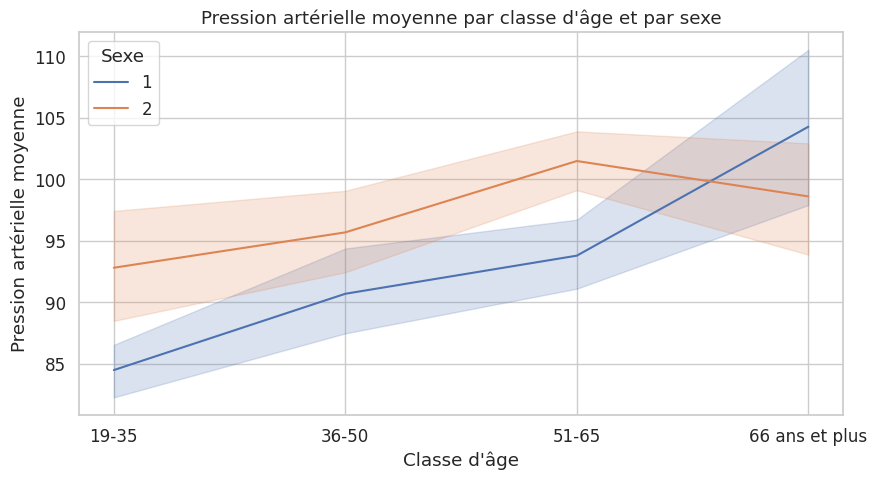 Pression artérielle moyenne par classe d'âge et par sexe
Sexe
1
2
Pression artérielle moyenne
110
105
100
95
90
85
19-35
36-50
51-65
66 ans et plus
Classe d'âge